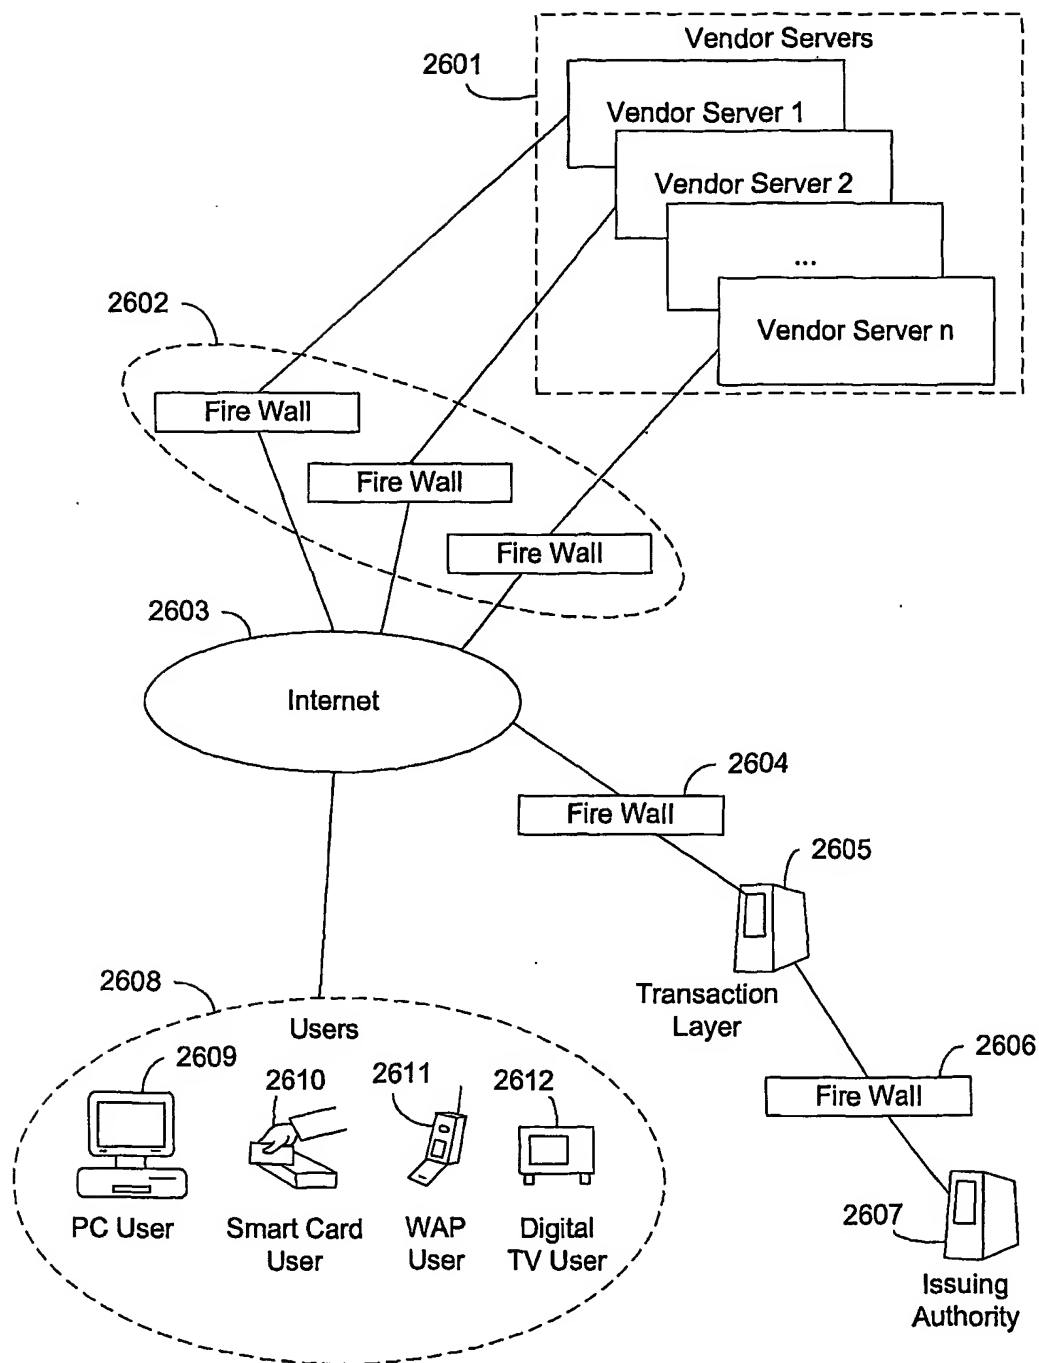 Vendor Servers
2601
Vendor Server 1
Vendor Server 2
...
Vendor Server n
2602
Fire Wall
Fire Wall
Fire Wall
2603
Internet
2604
Fire Wall
2605
Transaction
Layer
2606
Fire Wall
2607
Issuing
Authority
2608
Users
2609
2610
2611
2612
PC User
Smart Card
User
WAP
User
Digital
TV User